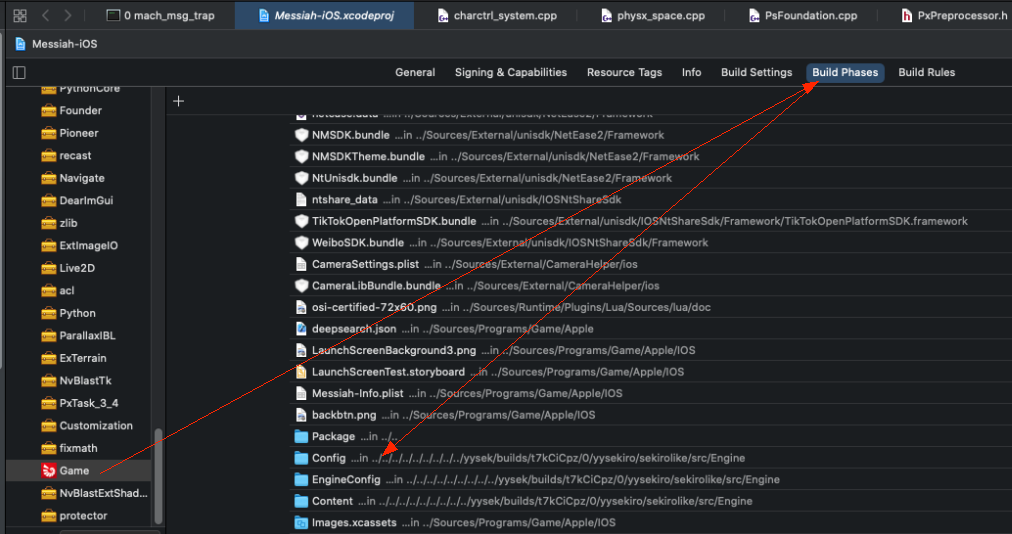 0 mach_msg_trap
Messiah-iOS.xcodeproj
charctrl_system.cpp
physx_space.cpp
PsFoundation.cpp
PxPreprocessor.h
Messiah-iOS
General
Signing & Capabilities
Resource Tags
Info
Build Settings
Build Phases
Build Rules
PythonCore
Founder
Pioneer
recast
Navigate
DearImGui
zlib
ExtImageIO
Live2D
acl
Python
ParallaxIBL
ExTerrain
NvBlastTk
PxTask_3_4
Customization
fixmath
Game
NvBlastExtShad...
protector
netease.data ...in ../Sources/External/unisdk/NetEase2/Framework
NMSDK.bundle ...in ../Sources/External/unisdk/NetEase2/Framework
NMSDKTheme.bundle ...in ../Sources/External/unisdk/NetEase2/Framework
NtUnisdk.bundle ...in ../Sources/External/unisdk/NetEase2/Framework
ntshare_data ...in ../Sources/External/unisdk/IOSNtShareSdk
TikTokOpenPlatformSDK.bundle ...in ../Sources/External/unisdk/IOSNtShareSdk/Framework/TikTokOpenPlatformSDK.framework
WeiboSDK.bundle ...in ../Sources/External/unisdk/IOSNtShareSdk/Framework
CameraSettings.plist ...in ../Sources/External/CameraHelper/ios
CameraLibBundle.bundle ...in ../Sources/External/CameraHelper/ios
osi-certified-72x60.png ...in ../Sources/Runtime/Plugins/Lua/Sources/lua/doc
deepsearch.json ...in ../Sources/Programs/Game/Apple
LaunchScreenBackground3.png ...in ../Sources/Programs/Game/Apple/IOS
LaunchScreenTest.storyboard ...in ../Sources/Programs/Game/Apple/IOS
Messiah-Info.plist ...in ../Sources/Programs/Game/Apple/IOS
backbtn.png ...in ../Sources/Programs/Game/Apple/IOS
Package ...in ../..
Config ...in ../../../../../../../../../yysek/builds/t7kCiCpz/0/yysekiro/sekirolike/src/Engine
EngineConfig ...in ../../../../../../../../../yysek/builds/t7kCiCpz/0/yysekiro/sekirolike/src/Engine
Content ...in ../../../../../../../../../yysek/builds/t7kCiCpz/0/yysekiro/sekirolike/src/Engine
Images.xcassets ...in ../Sources/Programs/Game/Apple/IOS